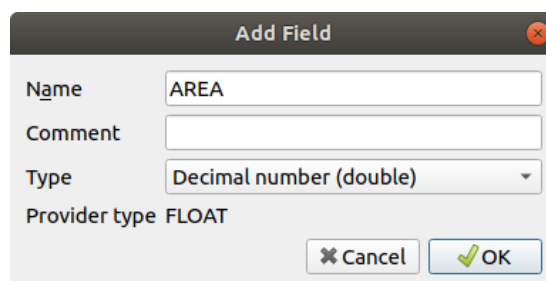 Add Field
Name AREA
Comment
Type Decimal number (double)
Provider type FLOAT
Cancel OK